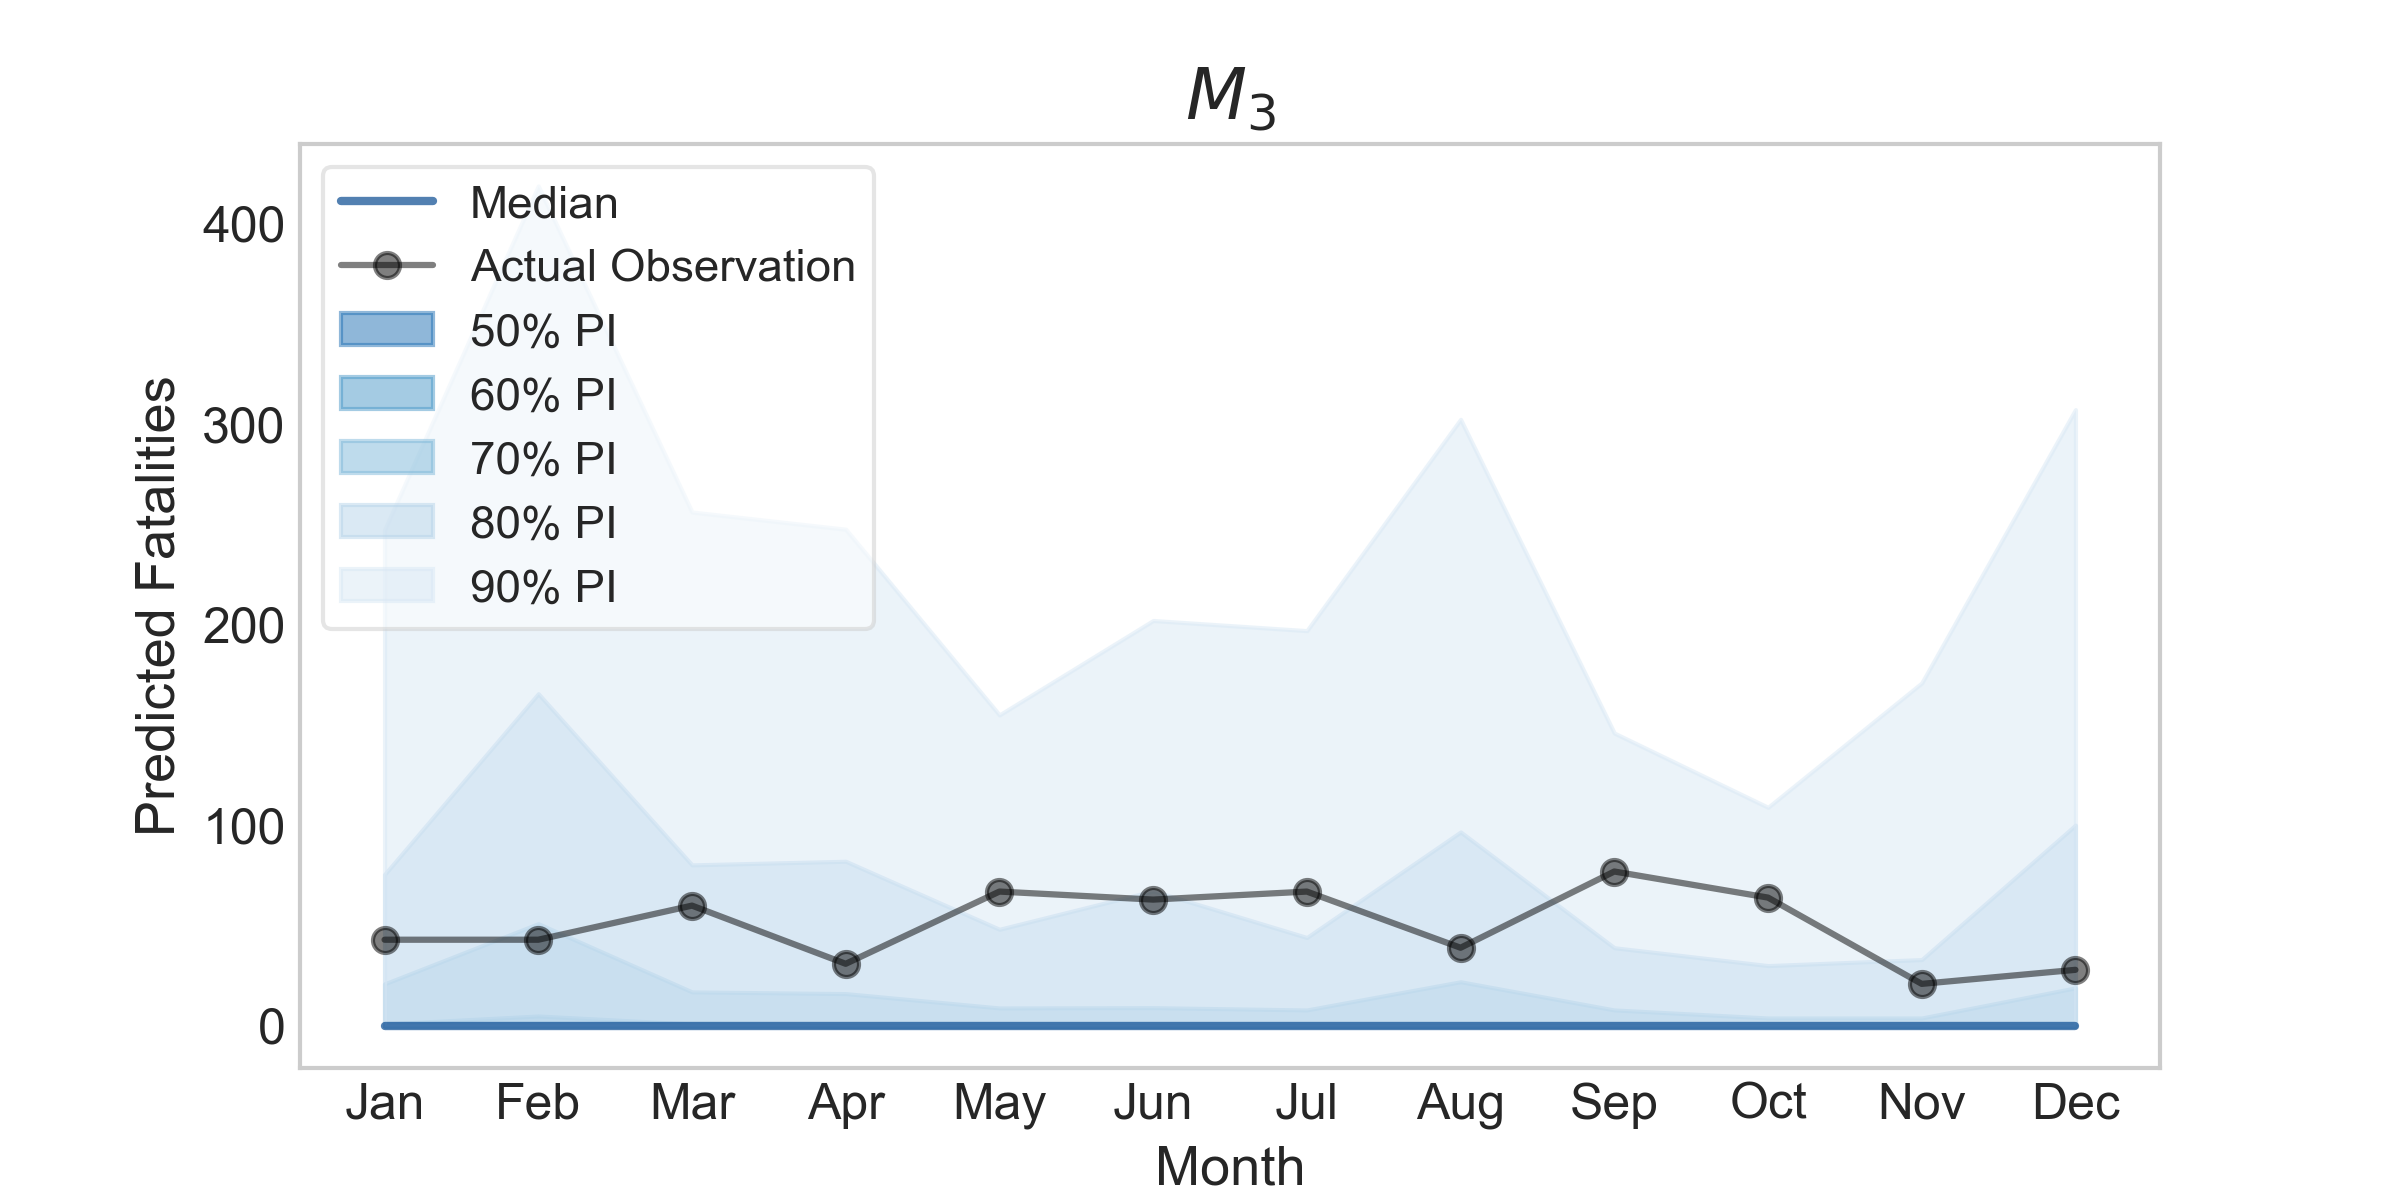 M3
Median
Actual Observation
50% PI
60% PI
70% PI
80% PI
90% PI
Predicted Fatalities
400
300
200
100
0
Jan Feb Mar Apr May Jun Jul Aug Sep Oct Nov Dec
Month